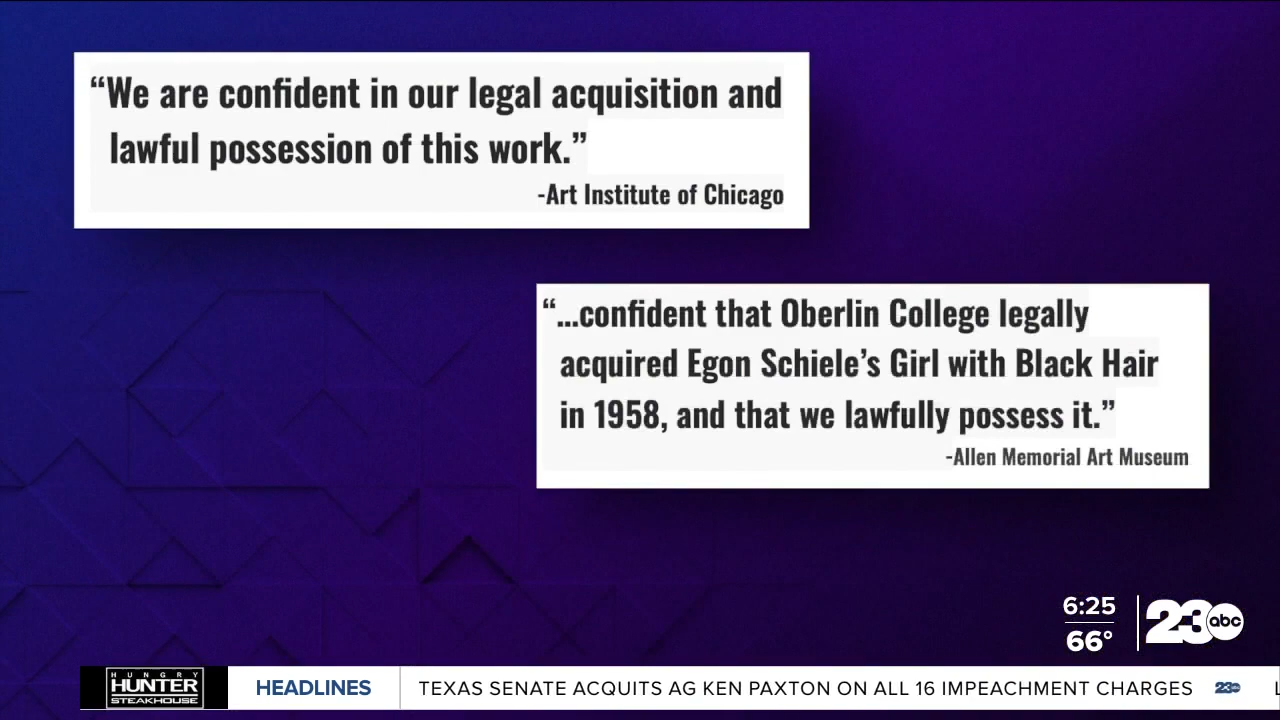 “We are confident in our legal acquisition and
lawful possession of this work.”
-Art Institute of Chicago
“...confident that Oberlin College legally
acquired Egon Schiele’s Girl with Black Hair
in 1958, and that we lawfully possess it.”
-Allen Memorial Art Museum
6:25
66°
23 abc
HUNGRY
HUNTER
STEAKHOUSE
HEADLINES
TEXAS SENATE ACQUITS AG KEN PAXTON ON ALL 16 IMPEACHMENT CHARGES
23